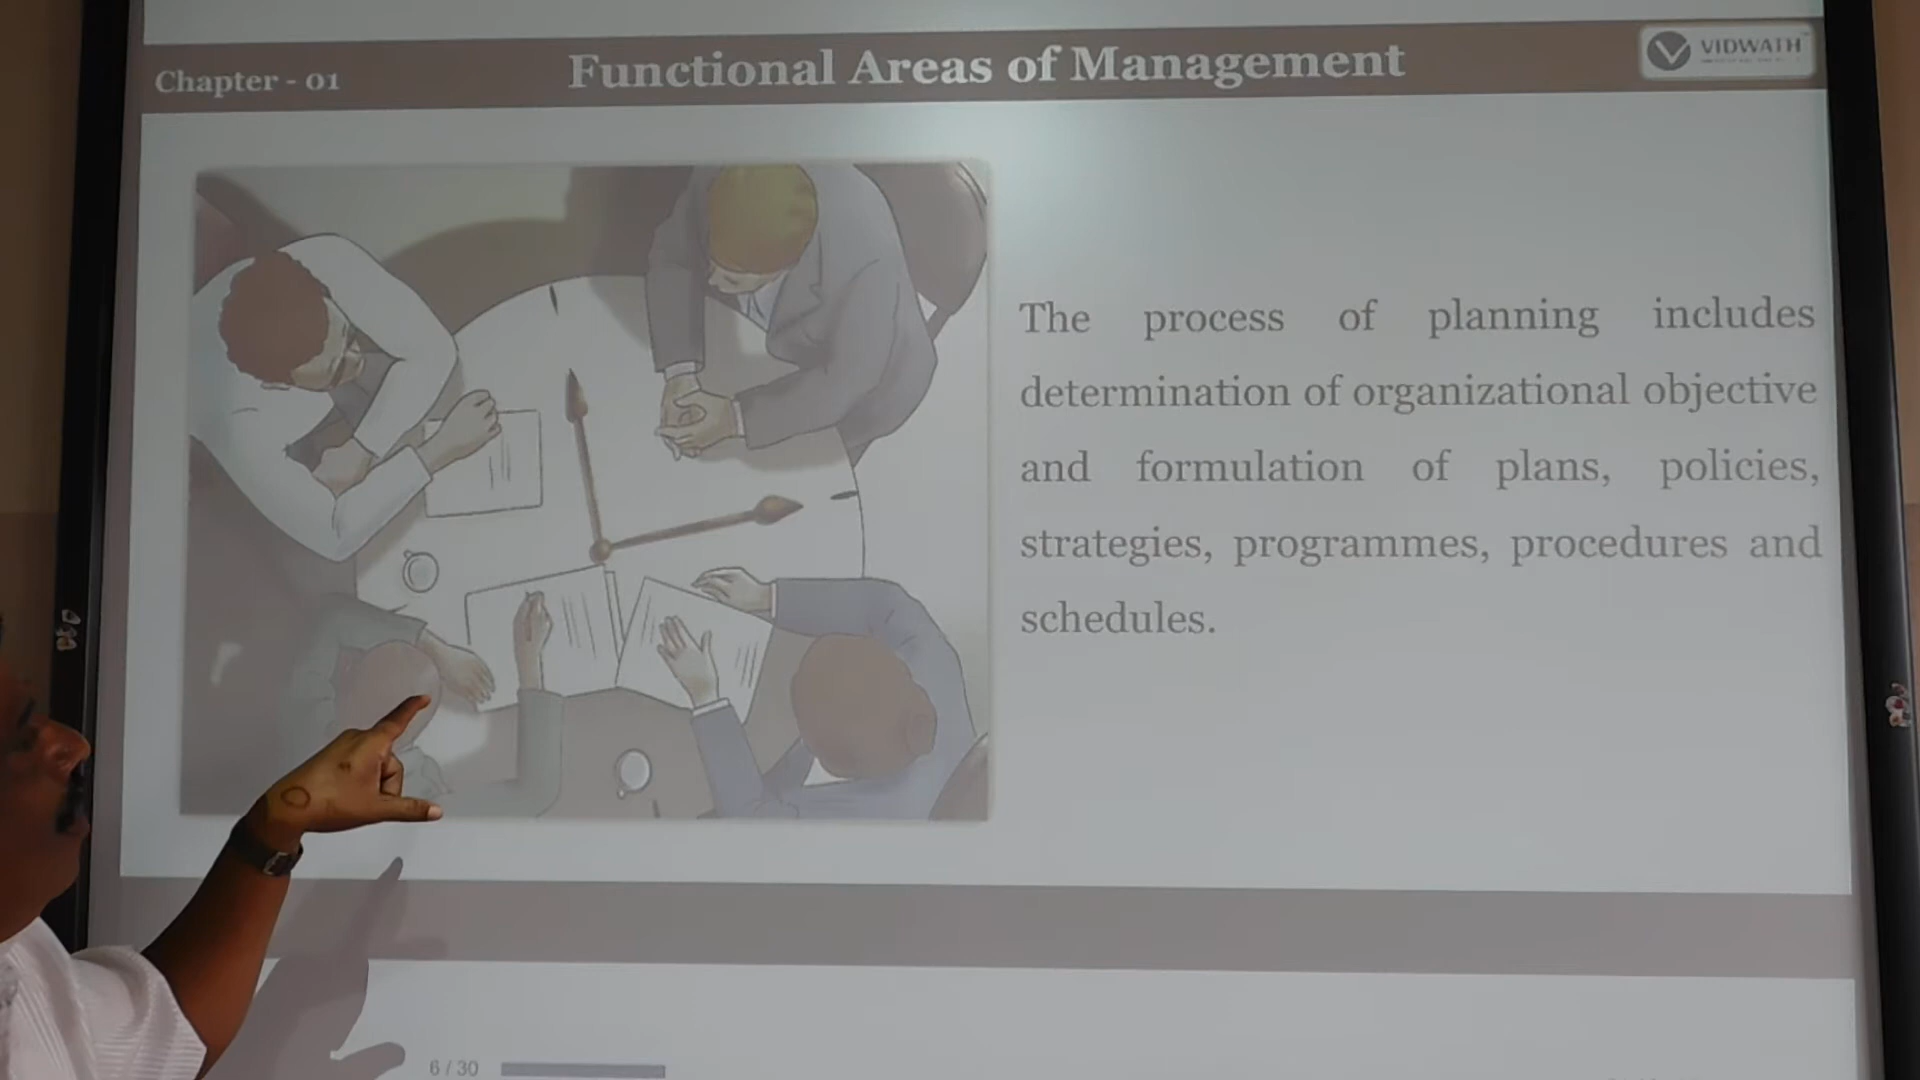 Chapter - 01
Functional Areas of Management
VIDWATH
The process of planning includes
determination of organizational objective
and formulation of plans, policies,
strategies, programmes, procedures and
schedules.
6 / 30